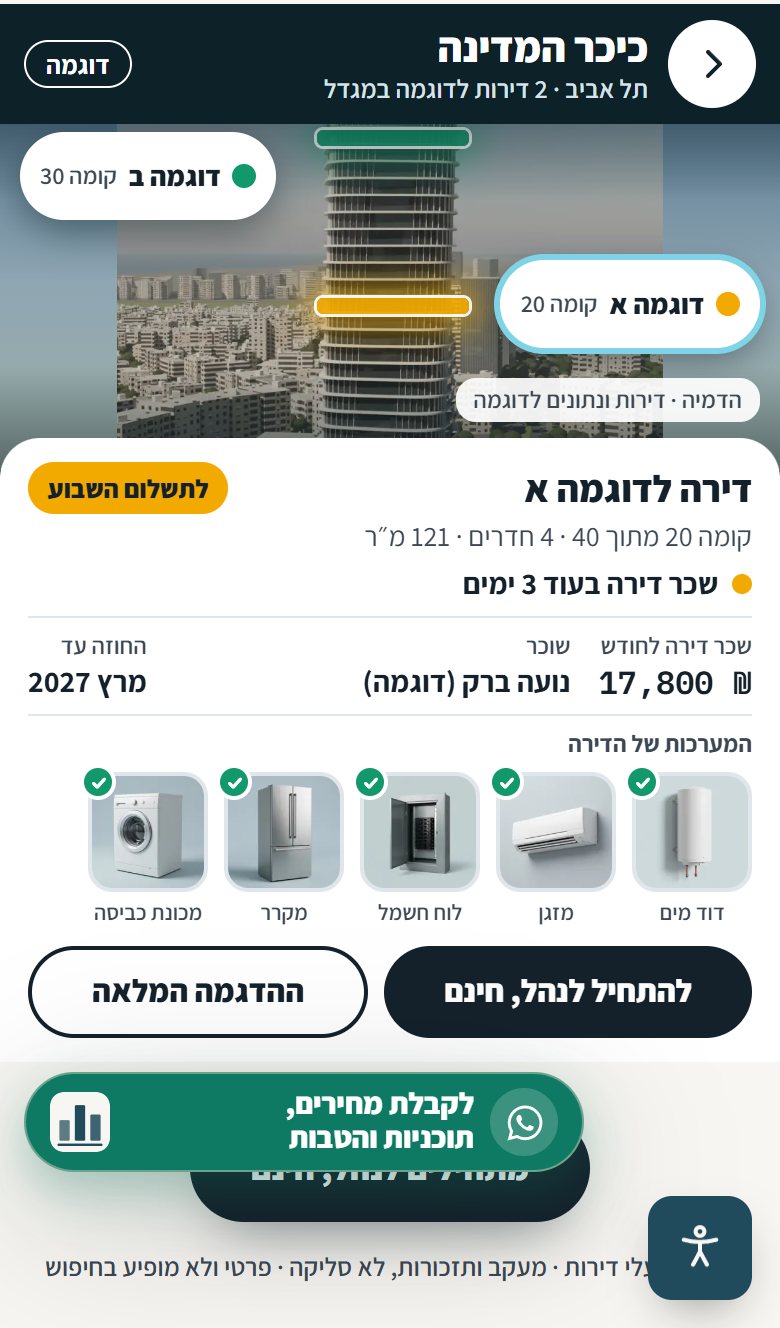 כיכר המדינה
תל אביב · 2 דירות לדוגמה במגדל
דוגמה
דוגמה ב קומה 30
דוגמה א קומה 20
הדמיה · דירות ונתונים לדוגמה
דירה לדוגמה א
לתשלום השבוע
קומה 20 מתוך 40 · 4 חדרים · 121 מ״ר
שכר דירה בעוד 3 ימים
שכר דירה לחודש
₪ 17,800
שוכר
נועה ברק (דוגמה)
החוזה עד
מרץ 2027
המערכות של הדירה
דוד מים
מזגן
לוח חשמל
מקרר
מכונת כביסה
להתחיל לנהל, חינם
ההדגמה המלאה
לקבלת מחירים,
תוכניות והטבות
מתחילים לנהל, חינם
דירות · מעקב ותזכורות, לא סליקה · פרטי ולא מופיע בחיפוש